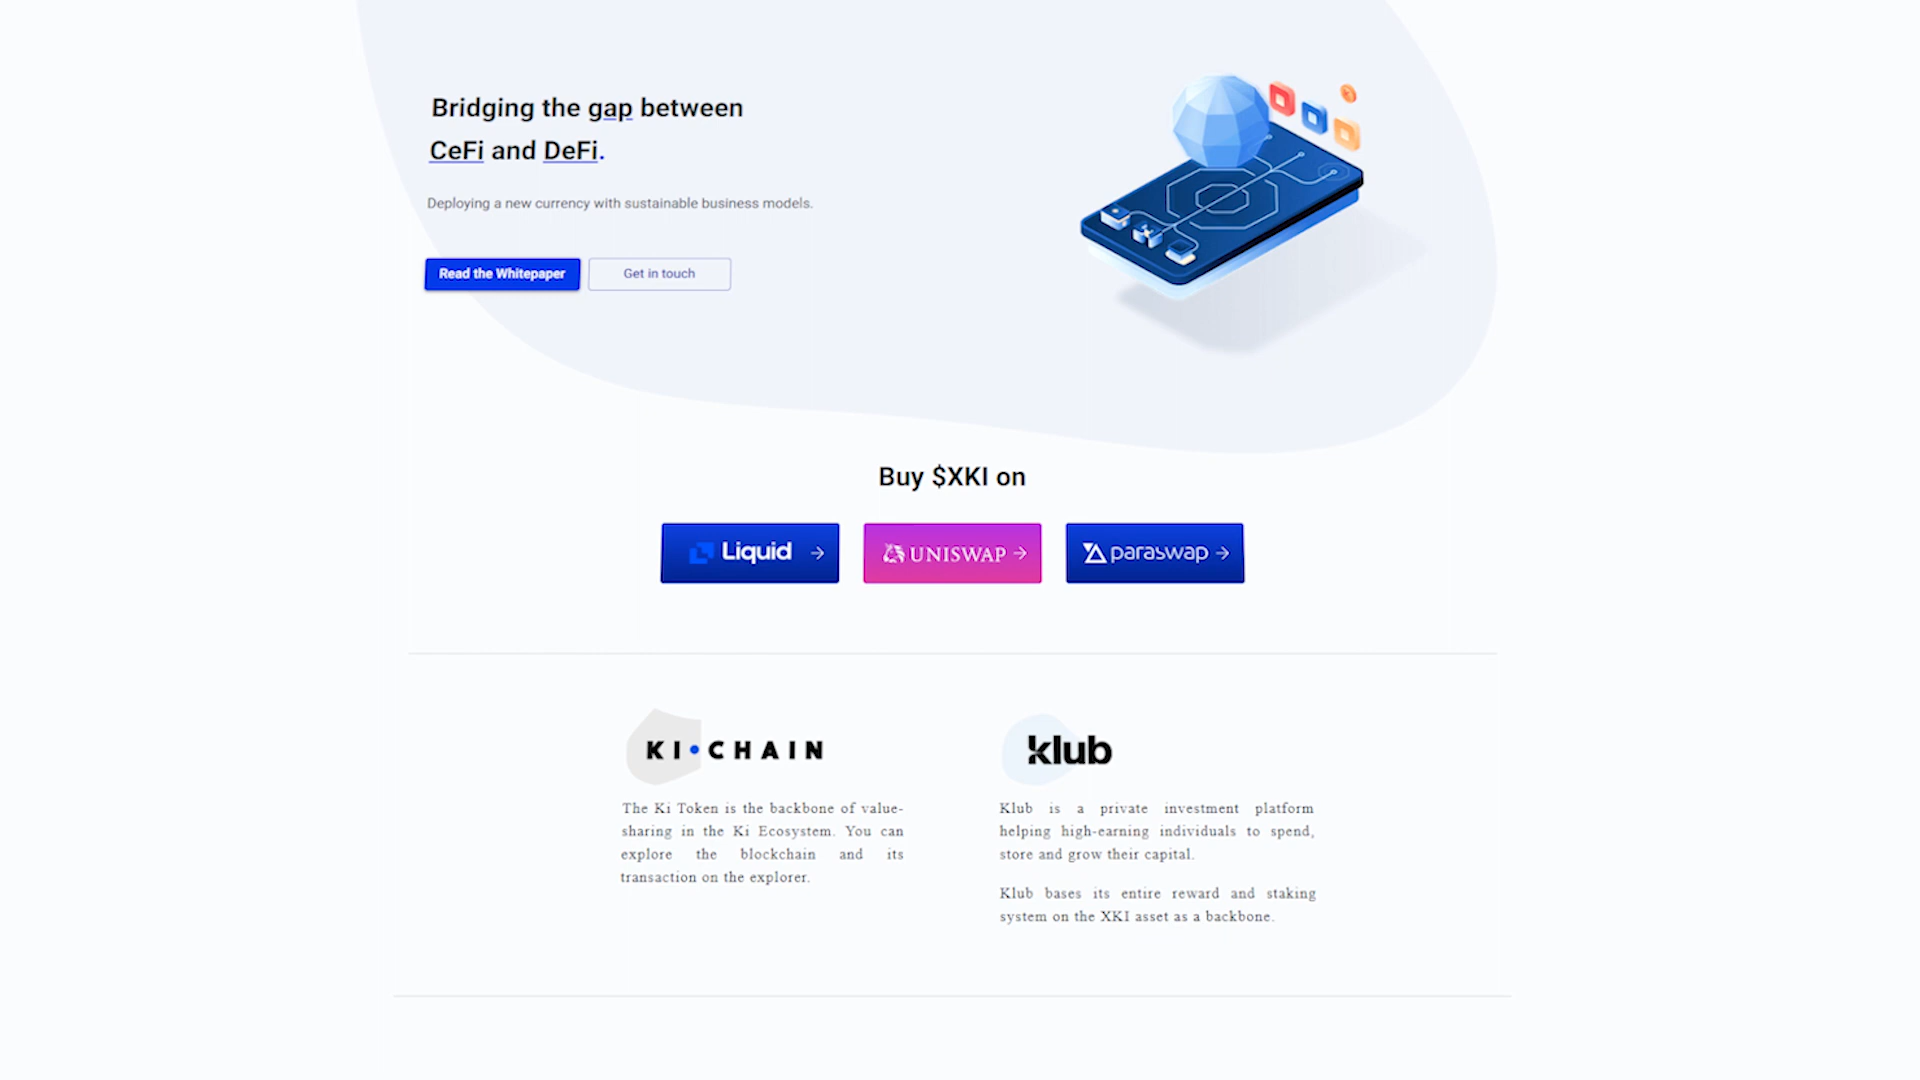 Bridging the gap between
CeFi and DeFi.
Deploying a new currency with sustainable business models.
Read the Whitepaper
Get in touch
Buy $XKI on
Liquid
UNISWAP
paraswap
KI•CHAIN
The Ki Token is the backbone of value-
sharing in the Ki Ecosystem. You can
explore the blockchain and its
transaction on the explorer.
klub
Klub is a private investment platform
helping high-earning individuals to spend,
store and grow their capital.
Klub bases its entire reward and staking
system on the XKI asset as a backbone.